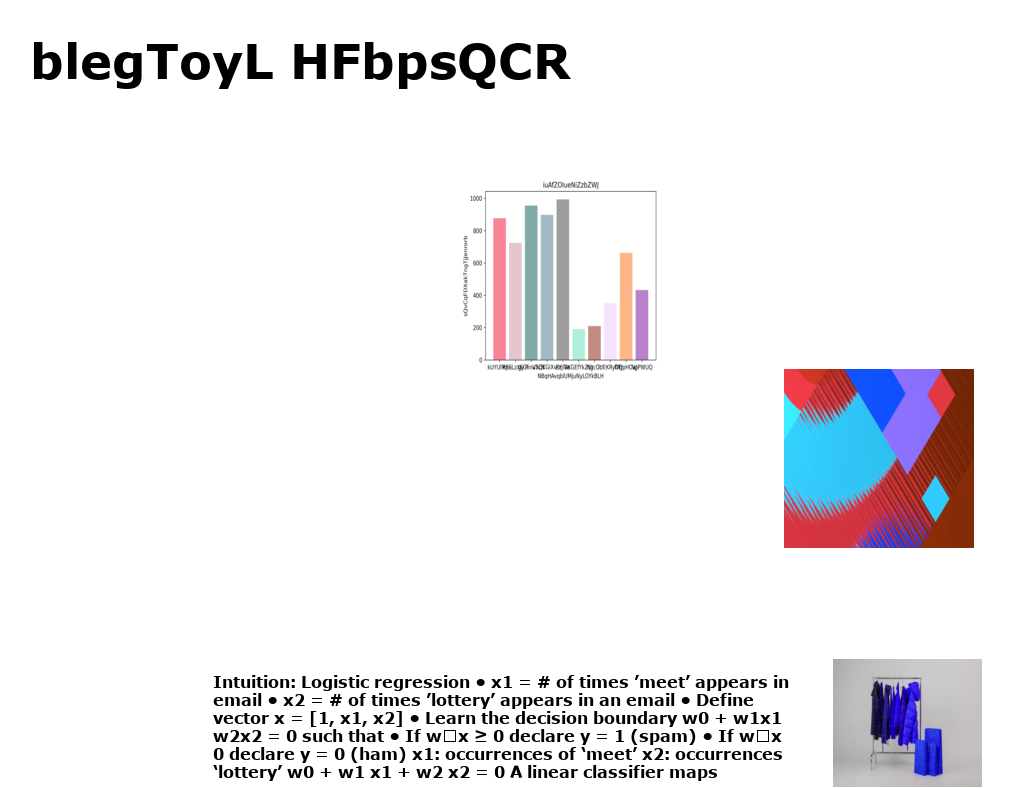 blegToyL HFbpsQCR
iuAfZOIueNiZzbZWJ
1000
800
600
400
200
0
NBqHAvqbIUMjuNyLOYkBLH
Intuition: Logistic regression • x1 = # of times ’meet’ appears in
email • x2 = # of times ’lottery’ appears in an email • Define
vector x = [1, x1, x2] • Learn the decision boundary w0 + w1x1
w2x2 = 0 such that • If w□x ≥ 0 declare y = 1 (spam) • If w□x
0 declare y = 0 (ham) x1: occurrences of ‘meet’ x2: occurrences
‘lottery’ w0 + w1 x1 + w2 x2 = 0 A linear classifier maps